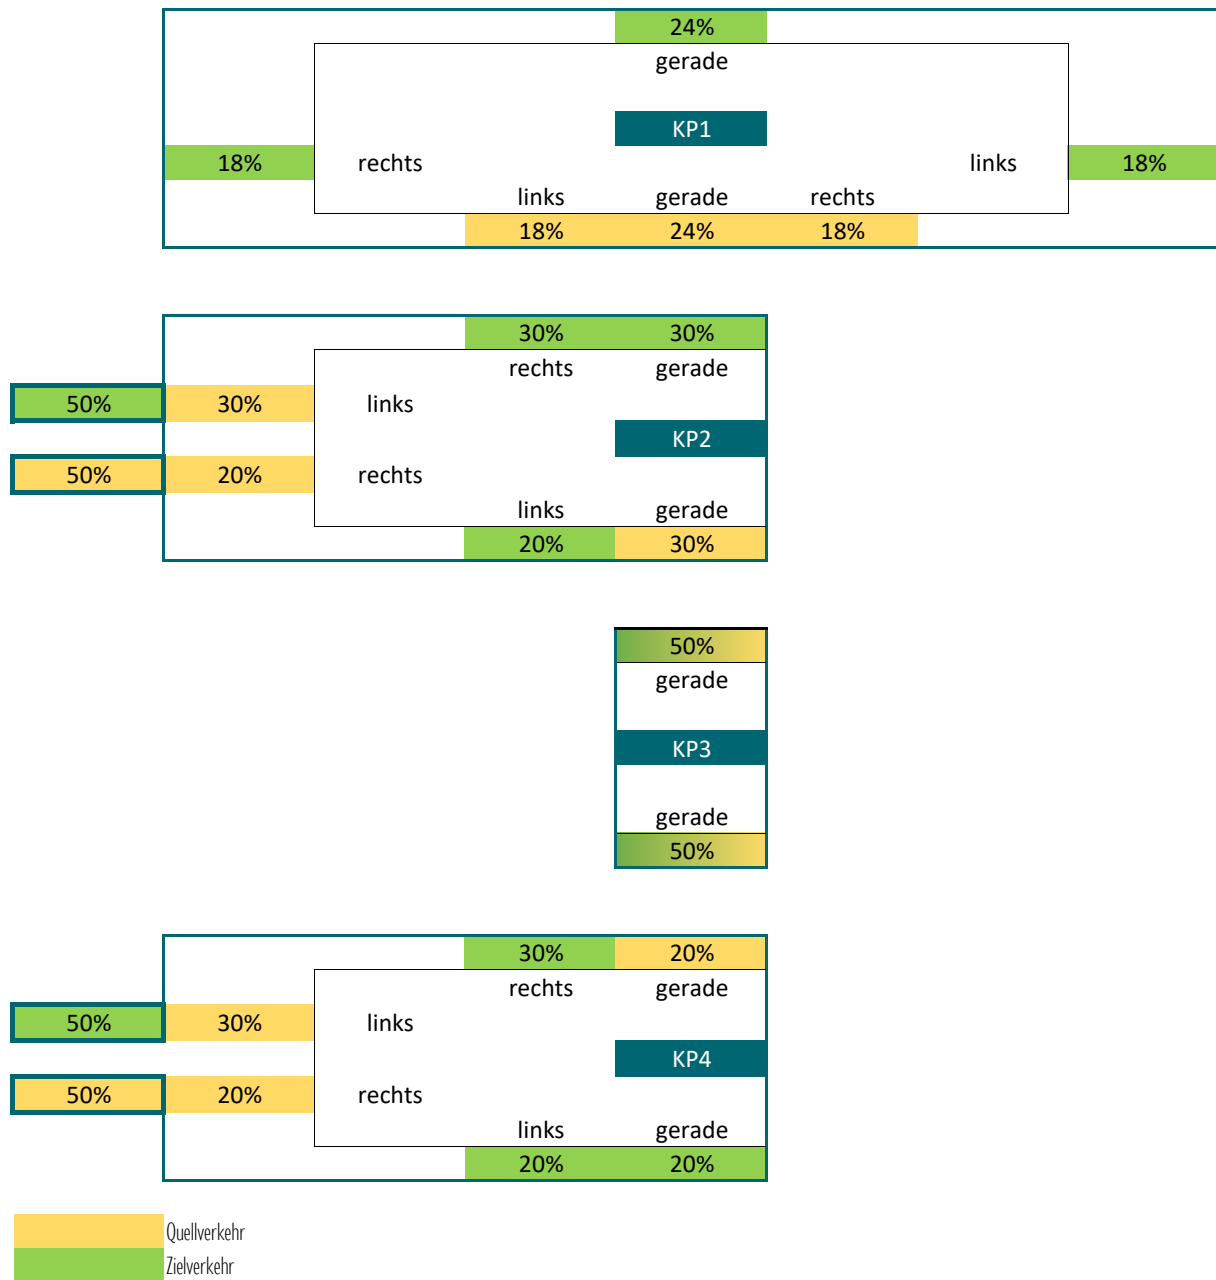 24%
gerade
KP1
18% rechts links 18%
links gerade rechts
18% 24% 18%
30% 30%
rechts gerade
50% 30% links
KP2
50% 20% rechts
links gerade
20% 30%
50%
gerade
KP3
gerade
50%
30% 20%
rechts gerade
50% 30% links
KP4
50% 20% rechts
links gerade
20% 20%
Quellverkehr
Zielverkehr